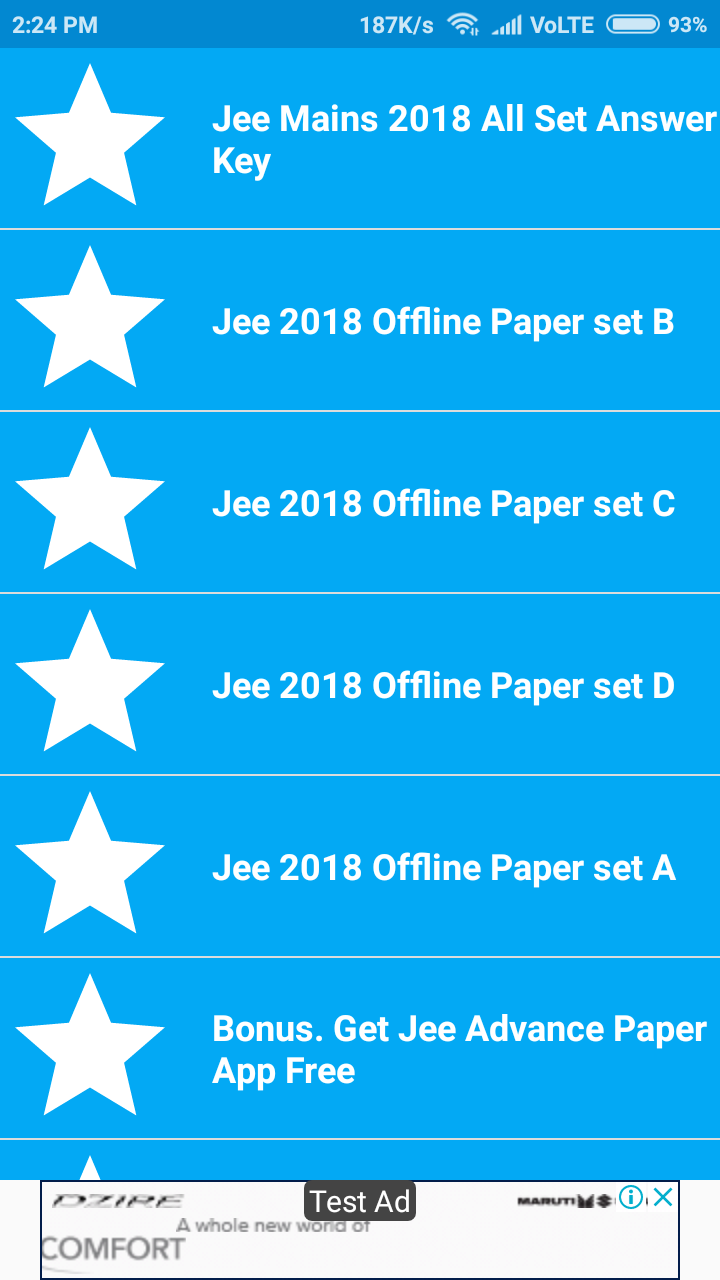 2:24 PM 187K/s VoLTE 93%
Jee Mains 2018 All Set Answer
Key
Jee 2018 Offline Paper set B
Jee 2018 Offline Paper set C
Jee 2018 Offline Paper set D
Jee 2018 Offline Paper set A
Bonus. Get Jee Advance Paper
App Free
DZIRE Test Ad MARUTI
A whole new world of
COMFORT